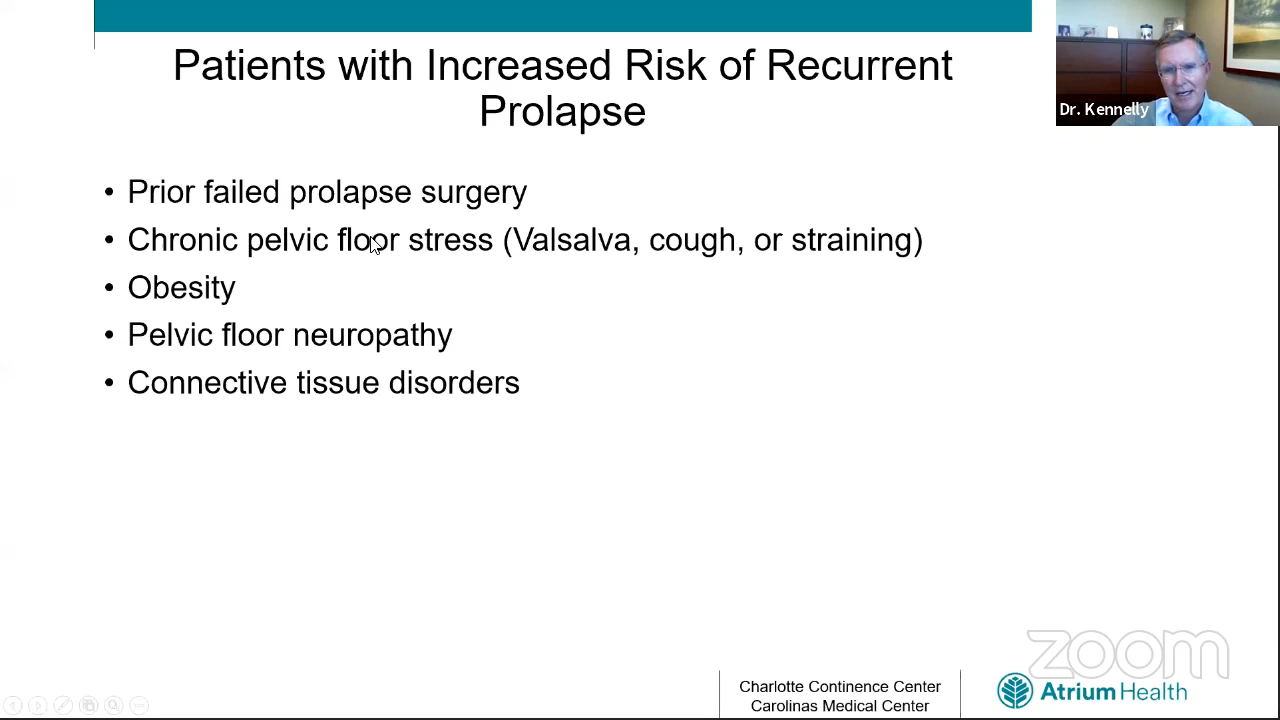 Patients with Increased Risk of Recurrent
Prolapse
Dr. Kennelly
• Prior failed prolapse surgery
• Chronic pelvic floor stress (Valsalva, cough, or straining)
• Obesity
• Pelvic floor neuropathy
• Connective tissue disorders
zoom
Charlotte Continence Center
Carolinas Medical Center
Atrium Health